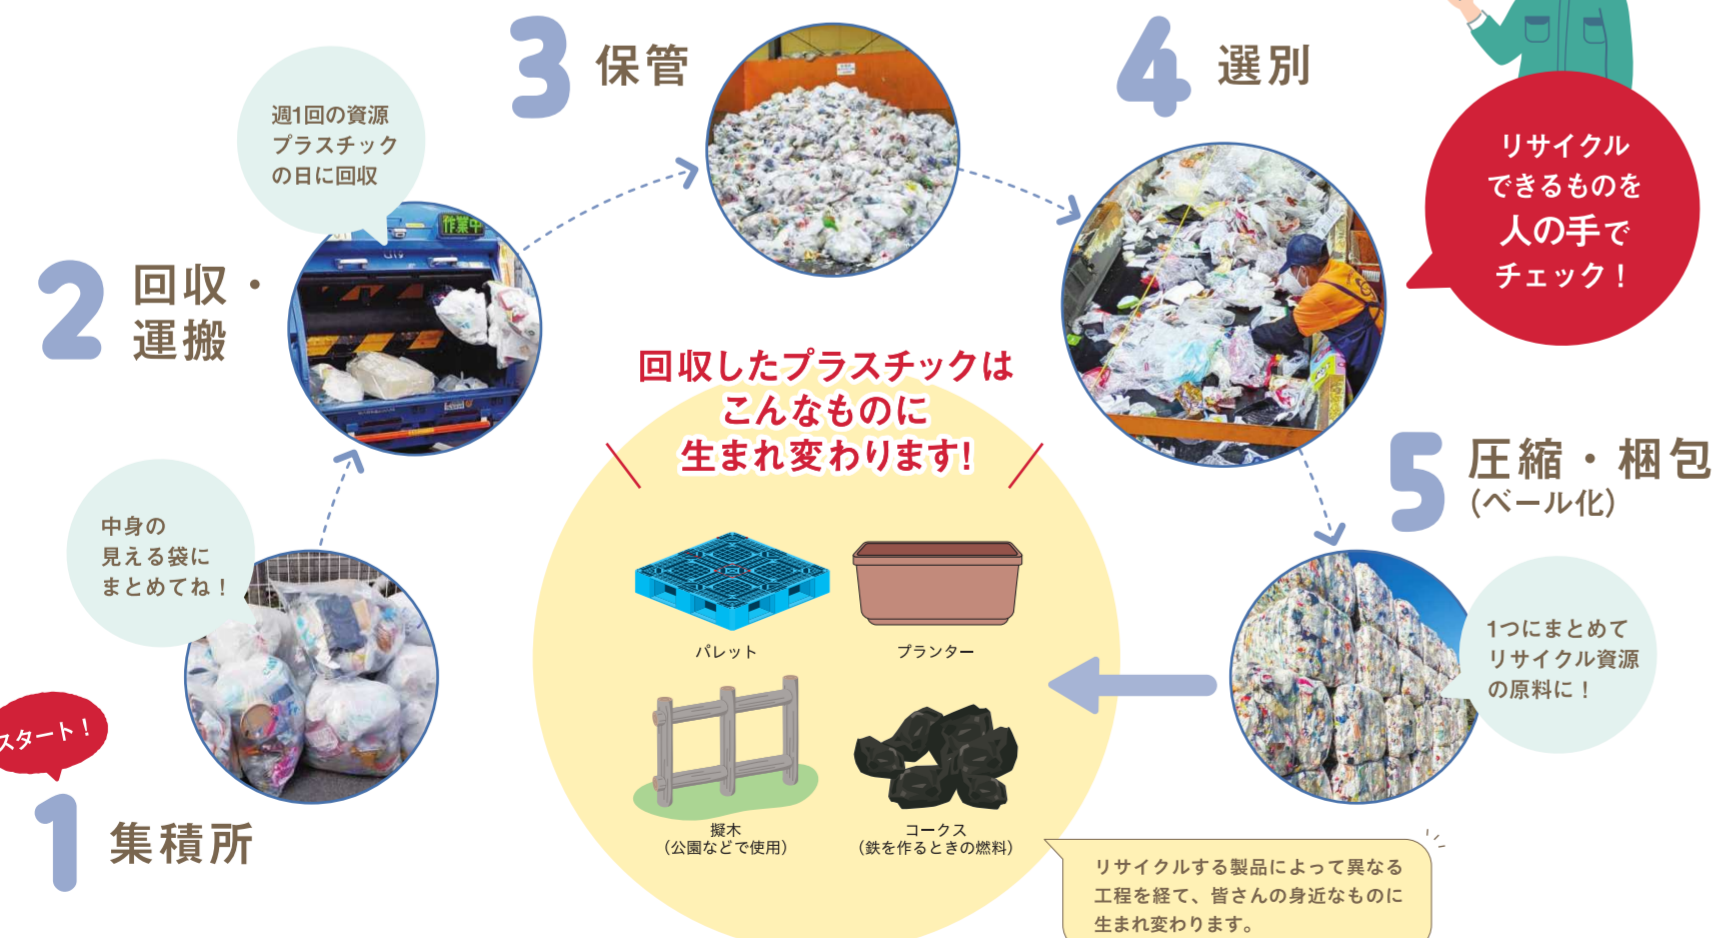 スタート！
1 集積所
中身の
見える袋に
まとめてね！
2 回収・
運搬
週1回の資源
プラスチック
の日に回収
作業中
3 保管
4 選別
リサイクル
できるものを
人の手で
チェック！
5 圧縮・梱包
(ベール化)
1つにまとめて
リサイクル資源
の原料に！
回収したプラスチックは
こんなものに
生まれ変わります!
パレット
プランター
擬木
（公園などで使用）
コークス
（鉄を作るときの燃料）
リサイクルする製品によって異なる
工程を経て、皆さんの身近なものに
生まれ変わります。